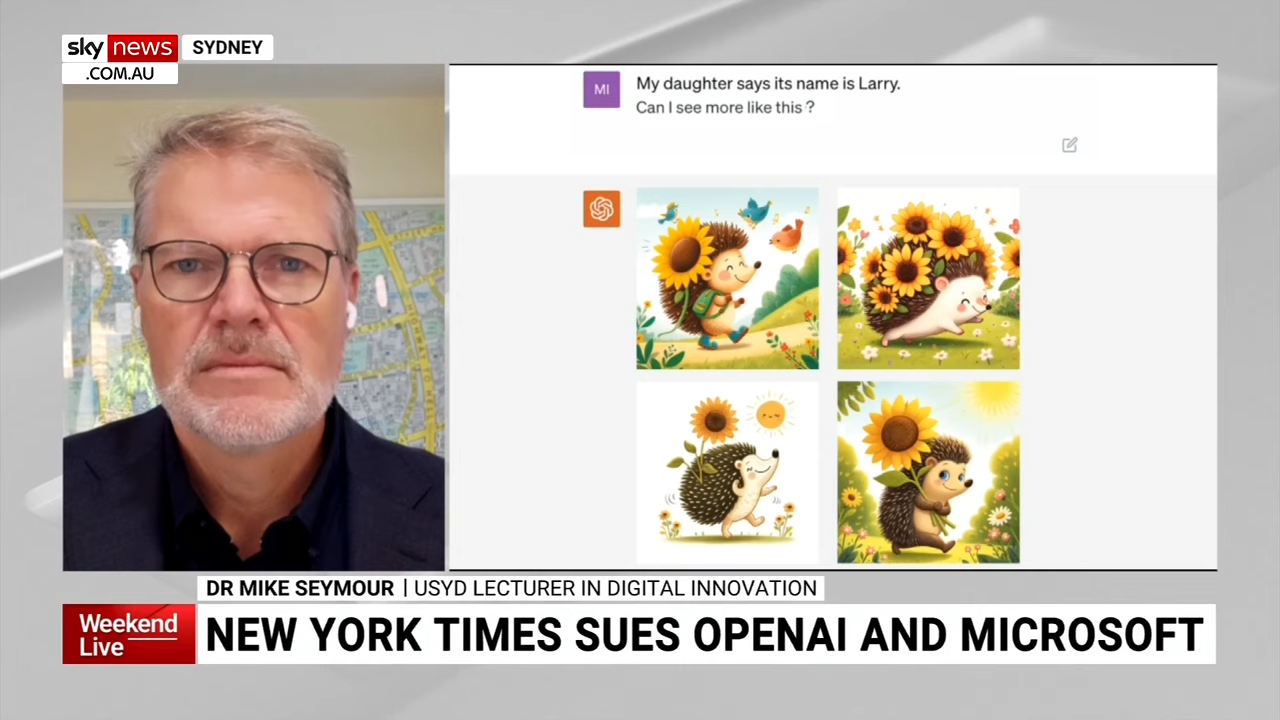 sky news
SYDNEY
.COM.AU
MI
My daughter says its name is Larry.
Can I see more like this ?
DR MIKE SEYMOUR | USYD LECTURER IN DIGITAL INNOVATION
Weekend
Live
NEW YORK TIMES SUES OPENAI AND MICROSOFT